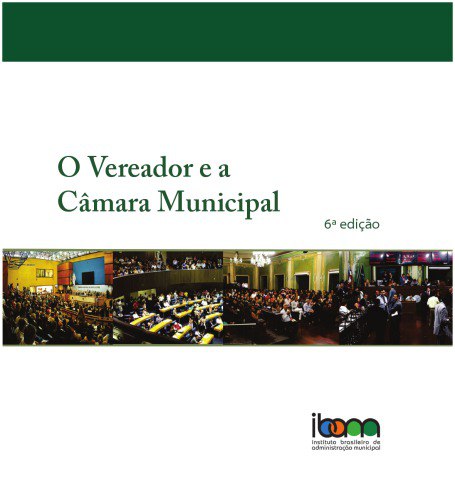 O Vereador e a
Câmara Municipal
6ª edição
ibam
instituto brasileiro de
administração municipal